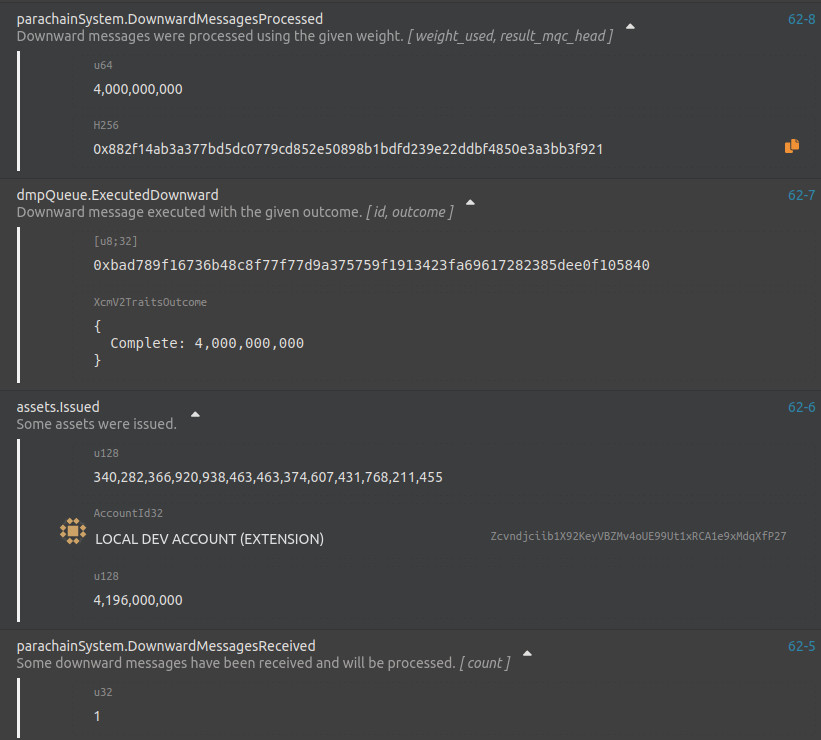 parachainSystem.DownwardMessagesProcessed 62-8
Downward messages were processed using the given weight. [ weight_used, result_mqc_head ]
u64
4,000,000,000
H256
0x882f14ab3a377bd5dc0779cd852e50898b1bdfd239e22ddbf4850e3a3bb3f921
dmpQueue.ExecutedDownward 62-7
Downward message executed with the given outcome. [ id, outcome ]
[u8;32]
0xbad789f16736b48c8f77f77d9a375759f1913423fa69617282385dee0f105840
XcmV2TraitsOutcome
{
Complete: 4,000,000,000
}
assets.Issued 62-6
Some assets were issued.
u128
340,282,366,920,938,463,463,374,607,431,768,211,455
AccountId32
LOCAL DEV ACCOUNT (EXTENSION) Zcvndjciib1X92KeyVBZMv4oUE99Ut1xRCA1e9xMdqXfP27
u128
4,196,000,000
parachainSystem.DownwardMessagesReceived 62-5
Some downward messages have been received and will be processed. [ count ]
u32
1